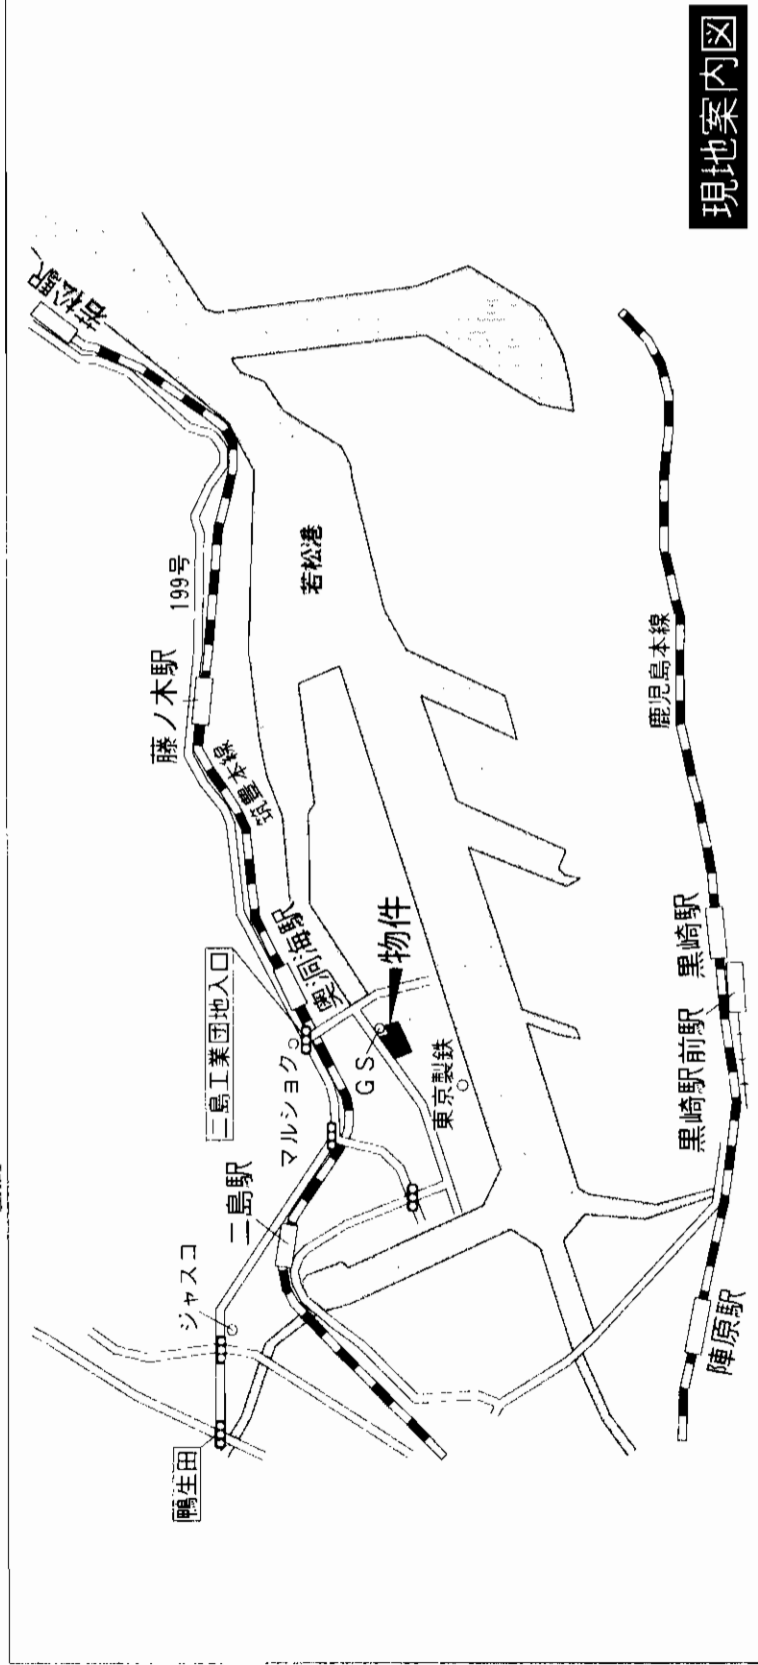 現地案内図
若松駅
199号
藤ノ木駅
筑豊本線
若松港
奥洞海駅
二島工業団地入口
マルショク
GS
物件
東京製鉄
二島駅
ジャスコ
鴨生田
鹿児島本線
黒崎駅
黒崎駅前駅
陣原駅